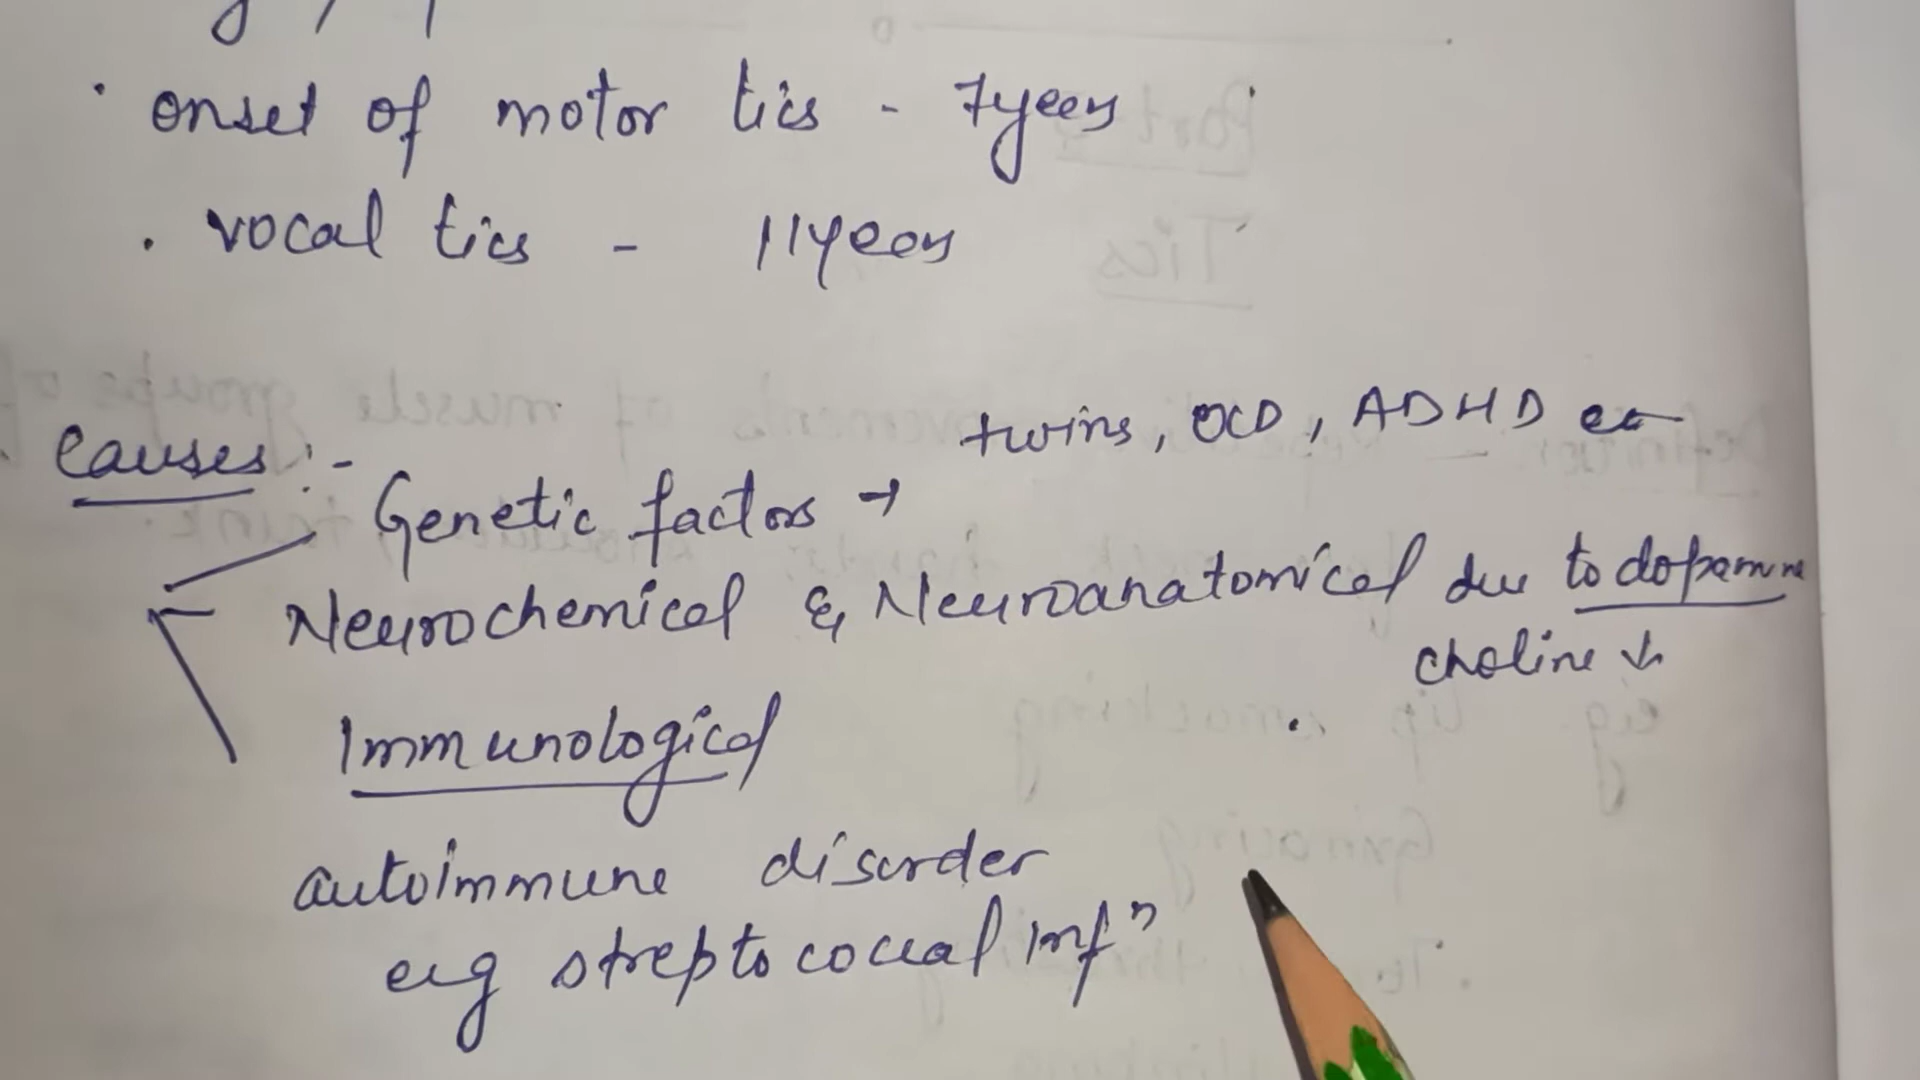 . onset of motor tics - 7years
. vocal tics - 11years
Causes :-
twins, OCD, ADHD etc
Genetic factors →
Neurochemical & Neuroanatomical due to dopamine
choline ↓
Immunological
autoimmune disorder
eg streptococcal infⁿ